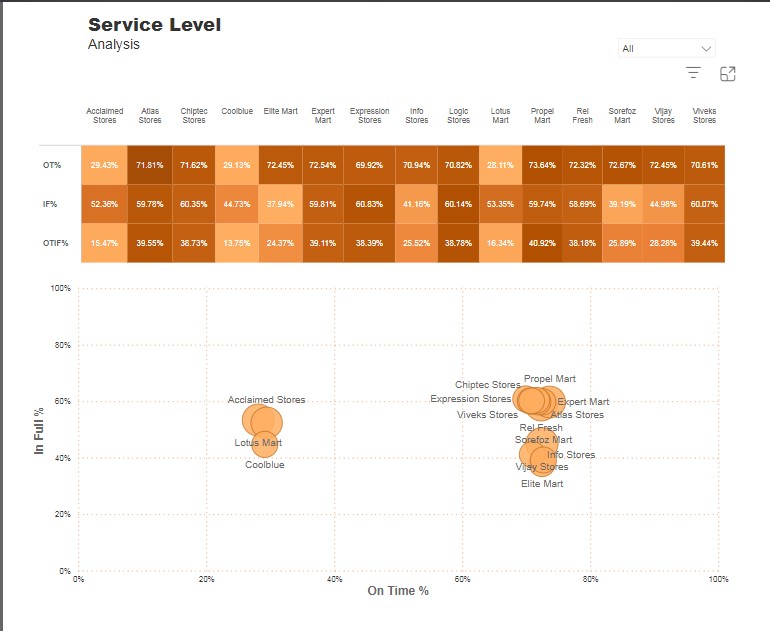 Service Level
Analysis
All
Acclaimed Stores Atlas Stores Chiptec Stores Coolblue Elite Mart Expert Mart Expression Stores Info Stores Logic Stores Lotus Mart Propel Mart Rel Fresh Sorefoz Mart Vijay Stores Viveks Stores
OT% 29.43% 71.81% 71.62% 29.13% 72.45% 72.54% 69.92% 70.94% 70.82% 28.11% 73.64% 72.32% 72.67% 72.45% 70.61%
IF% 52.36% 59.78% 60.35% 44.73% 37.94% 59.81% 60.83% 41.16% 60.14% 53.35% 59.74% 58.69% 39.19% 44.98% 60.07%
OTIF% 15.47% 39.55% 38.73% 13.75% 24.37% 39.11% 38.39% 25.52% 38.78% 16.34% 40.92% 38.18% 25.89% 28.28% 39.44%
100%
80%
Propel Mart
Chiptec Stores
60% Acclaimed Stores Expression Stores Expert Mart
Viveks Stores Atlas Stores
Rel Fresh
Lotus Mart Sorefoz Mart
In Full %
40% Info Stores
Coolblue Vijay Stores
Elite Mart
20%
0%
0% 20% 40% 60% 80% 100%
On Time %